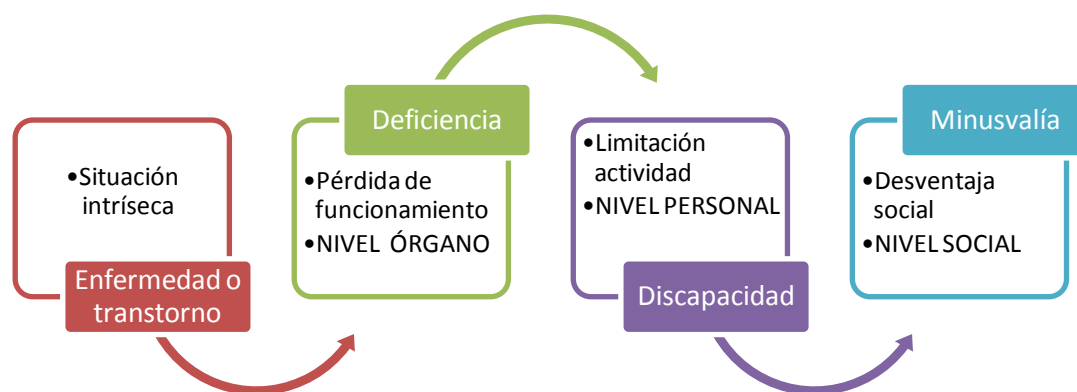 •Situación
intríseca
Enfermedad o
transtorno
Deficiencia
•Pérdida de
funcionamiento
•NIVEL ÓRGANO
•Limitación
actividad
•NIVEL PERSONAL
Discapacidad
Minusvalía
•Desventaja
social
•NIVEL SOCIAL